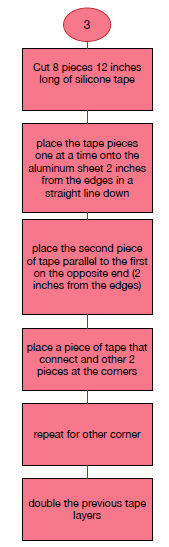 3
Cut 8 pieces 12 inches
long of silicone tape
place the tape pieces
one at a time onto the
aluminum sheet 2 inches
from the edges in a
straight line down
place the second piece
of tape parallel to the first
on the opposite end (2
inches from the edges)
place a piece of tape that
connect and other 2
pieces at the corners
repeat for other corner
double the previous tape
layers